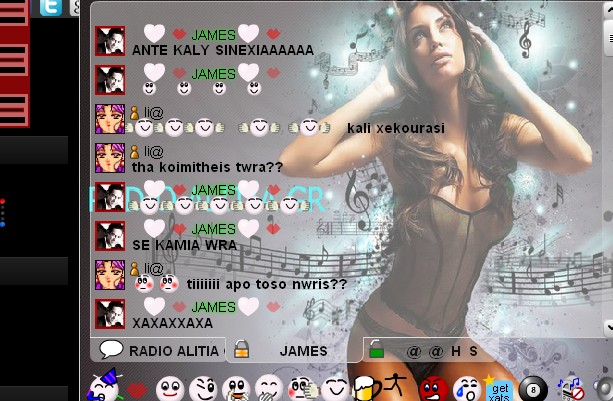 JAMES
ANTE KALY SINEXIAAAAAA
JAMES
li@
kali xekourasi
li@
tha koimitheis twra??
JAMES
JAMES
SE KAMIA WRA
li@
tiiiiiii apo toso nwris??
JAMES
XAXAXXAXA
RADIO ALITIA
JAMES
@ @ H S
get
xats
8